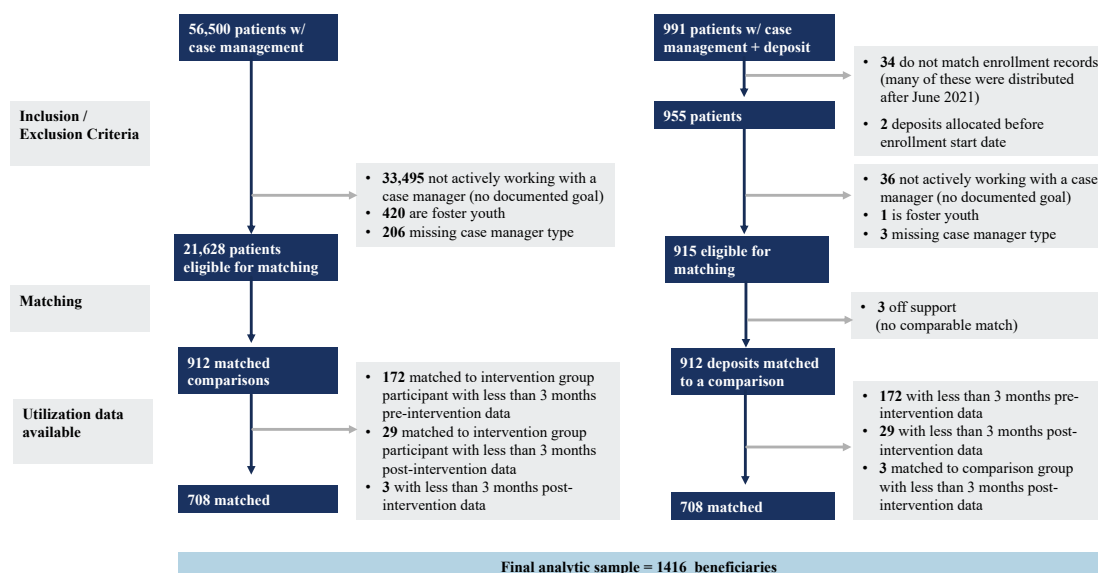 56,500 patients w/
case management
991 patients w/ case
management + deposit
• 34 do not match enrollment records
(many of these were distributed
after June 2021)
• 2 deposits allocated before
enrollment start date
Inclusion /
Exclusion Criteria
955 patients
• 33,495 not actively working with a
case manager (no documented goal)
• 420 are foster youth
• 206 missing case manager type
• 36 not actively working with a case
manager (no documented goal)
• 1 is foster youth
• 3 missing case manager type
21,628 patients
eligible for matching
915 eligible for
matching
Matching
• 3 off support
(no comparable match)
912 matched
comparisons
912 deposits matched
to a comparison
Utilization data
available
• 172 matched to intervention group
participant with less than 3 months
pre-intervention data
• 29 matched to intervention group
participant with less than 3 months
post-intervention data
• 3 with less than 3 months post-
intervention data
• 172 with less than 3 months pre-
intervention data
• 29 with less than 3 months post-
intervention data
• 3 matched to comparison group
with less than 3 months post-
intervention data
708 matched
708 matched
Final analytic sample = 1416 beneficiaries